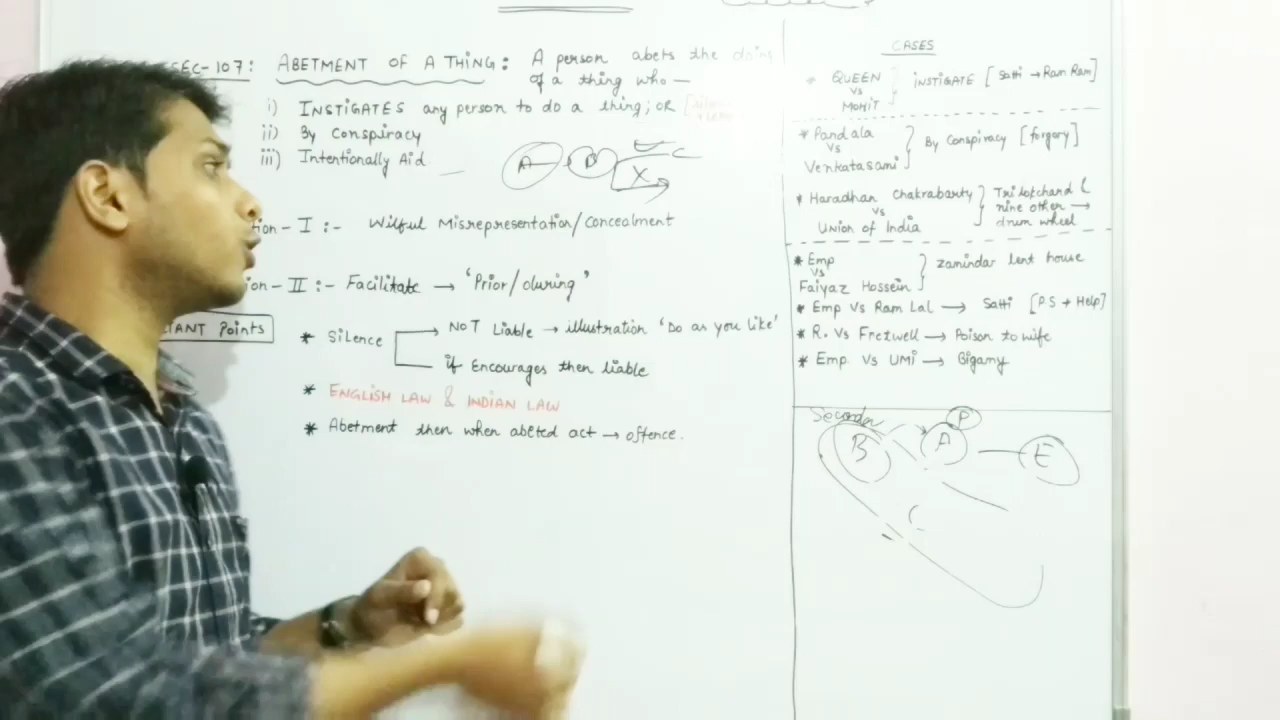 SEC-107: ABETMENT OF A THING: A person abets the doing
of a thing who —
i) INSTIGATES any person to do a thing; OR
ii) By Conspiracy
iii) Intentionally Aid
A B X C
tion - I :- Wilful Misrepresentation/Concealment
ion - II :- Facilitate → 'Prior/during'
TANT POINTS
* Silence
NOT Liable → illustration 'Do as you like'
if Encourages then liable
* ENGLISH LAW & INDIAN LAW
* Abetment then when abeted act → offence.
CASES
* QUEEN
vs
MOHIT
INSTIGATE [Satti → Ram Ram]
* Pandala
vs
Venkatasami
By Conspiracy [forgery]
* Haradhan Chakrabarty
vs
Union of India
Trilokchand &
nine other →
drum wheel
* Emp
vs
Faiyaz Hossein
zamindar lent house
* Emp Vs Ram Lal → Satti [P.S + Help]
* R. Vs Fretwell → Poison to wife
* Emp Vs UMI → Bigamy
P
B A E